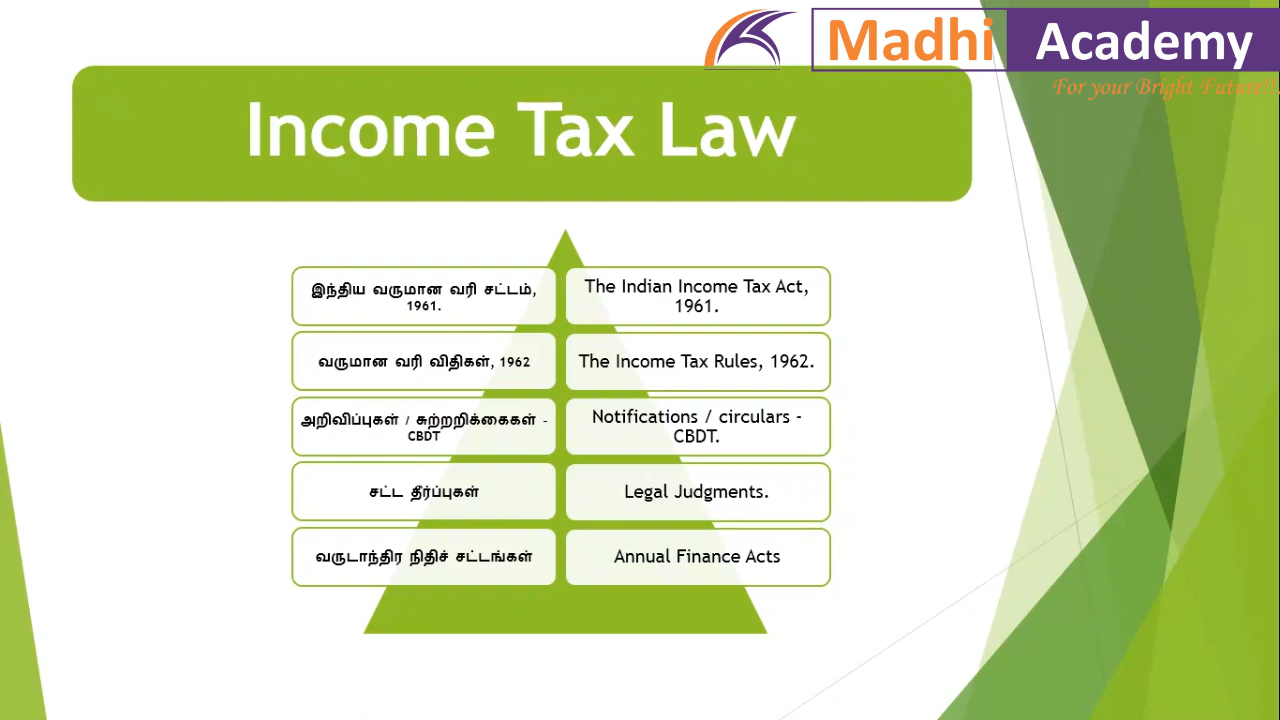 Madhi Academy
For your Bright Future!!
Income Tax Law
இந்திய வருமான வரி சட்டம்,
1961.
The Indian Income Tax Act,
1961.
வருமான வரி விதிகள், 1962
The Income Tax Rules, 1962.
அறிவிப்புகள் / சுற்றறிக்கைகள் -
CBDT
Notifications / circulars -
CBDT.
சட்ட தீர்ப்புகள்
Legal Judgments.
வருடாந்திர நிதிச் சட்டங்கள்
Annual Finance Acts